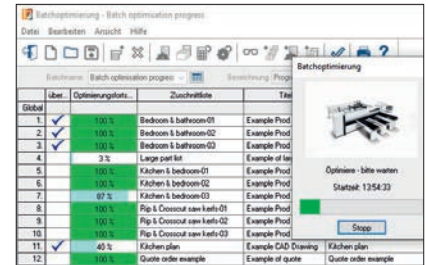 Batchoptimierung - Batch optimisation progress
Datei Bearbeiten Ansicht Hilfe
Batchname Batch optimisation progress Bezeichnung Progr
über... Optimierungsforts... Zuschnittliste Titel
Global
1. 100 % Bedroom & bathroom-01 Example Prod
2. 100 % Bedroom & bathroom-02 Example Prod
3. 100 % Bedroom & bathroom-03 Example Prod
4. 3 % Large part list Example of larg
5. 100 % Kitchen & bedroom-01 Example Prod
6. 100 % Kitchen & bedroom-02 Example Prod
7. 87 % Kitchen & bedroom-03 Example Prod
8. 100 % Rip & Crosscut saw kerfs-01 Example Prod
9. 100 % Rip & Crosscut saw kerfs-02 Example Prod
10. 100 % Rip & Crosscut saw kerfs-03 Example Prod
11. 40 % Kitchen plan Example CAD Drawing Kitchen plan
12. 100 % Quote order example Example of quote Quote order example
Batchoptimierung
Optimiere - bitte warten
Startzeit: 13:54:33
Stopp